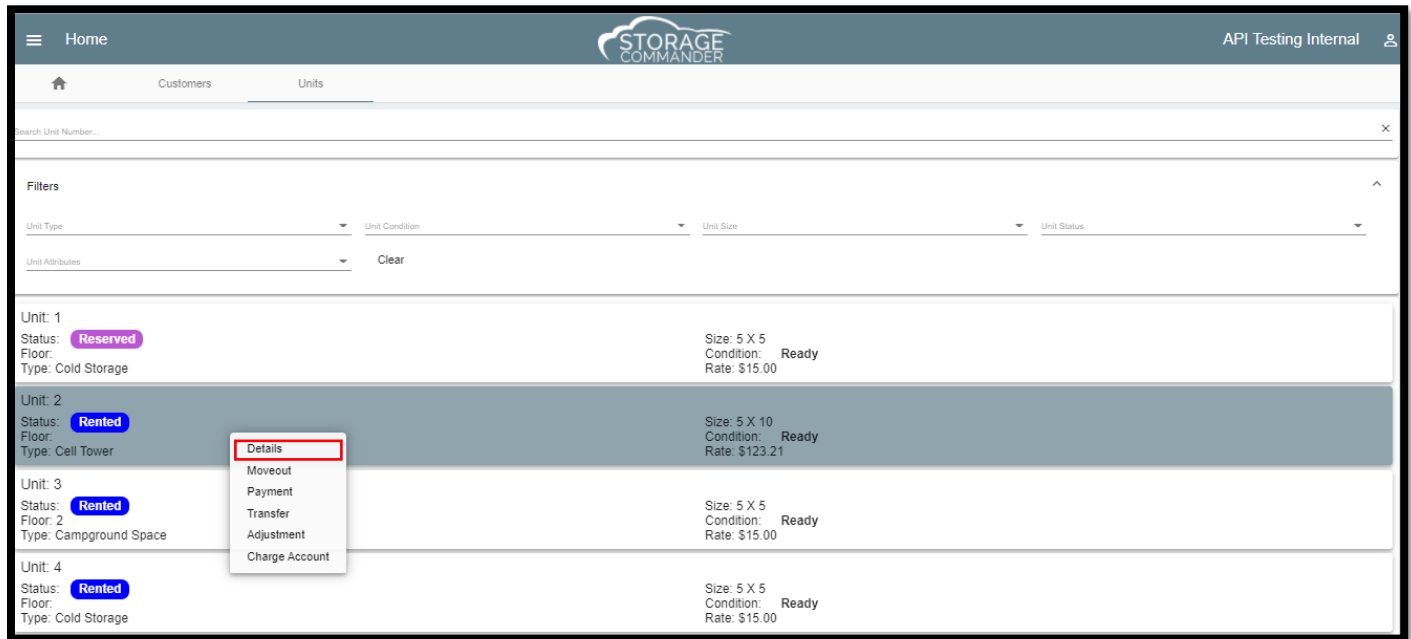 Home
STORAGE
COMMANDER
API Testing Internal
Customers
Units
Search Unit Number...
Filters
Unit Type
Unit Condition
Unit Size
Unit Status
Unit Attributes
Clear
Unit: 1
Status: Reserved
Floor:
Type: Cold Storage
Size: 5 X 5
Condition: Ready
Rate: $15.00
Unit: 2
Status: Rented
Floor:
Type: Cell Tower
Size: 5 X 10
Condition: Ready
Rate: $123.21
Details
Moveout
Payment
Transfer
Adjustment
Charge Account
Unit: 3
Status: Rented
Floor: 2
Type: Campground Space
Size: 5 X 5
Condition: Ready
Rate: $15.00
Unit: 4
Status: Rented
Floor:
Type: Cold Storage
Size: 5 X 5
Condition: Ready
Rate: $15.00